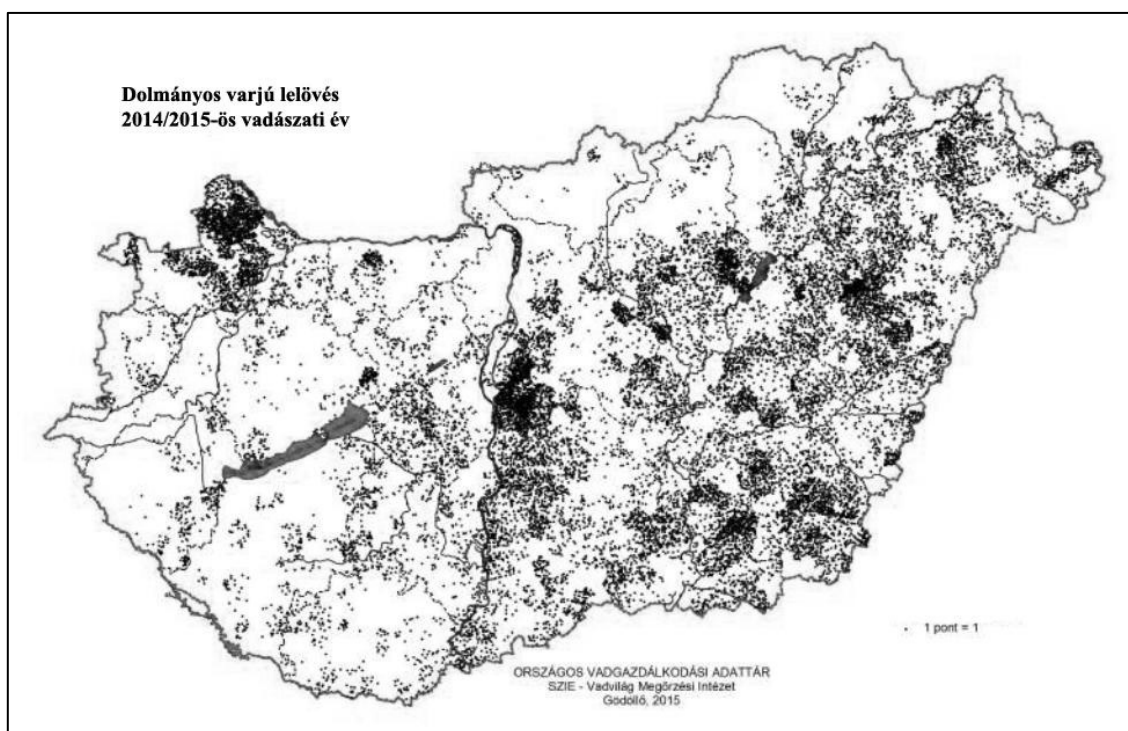 Dolmányos varjú lelövés
2014/2015-ös vadászati év
1 pont = 1
ORSZÁGOS VADGAZDÁLKODÁSI ADATTÁR
SZIE - Vadvilág Megőrzési Intézet
Gödöllő, 2015